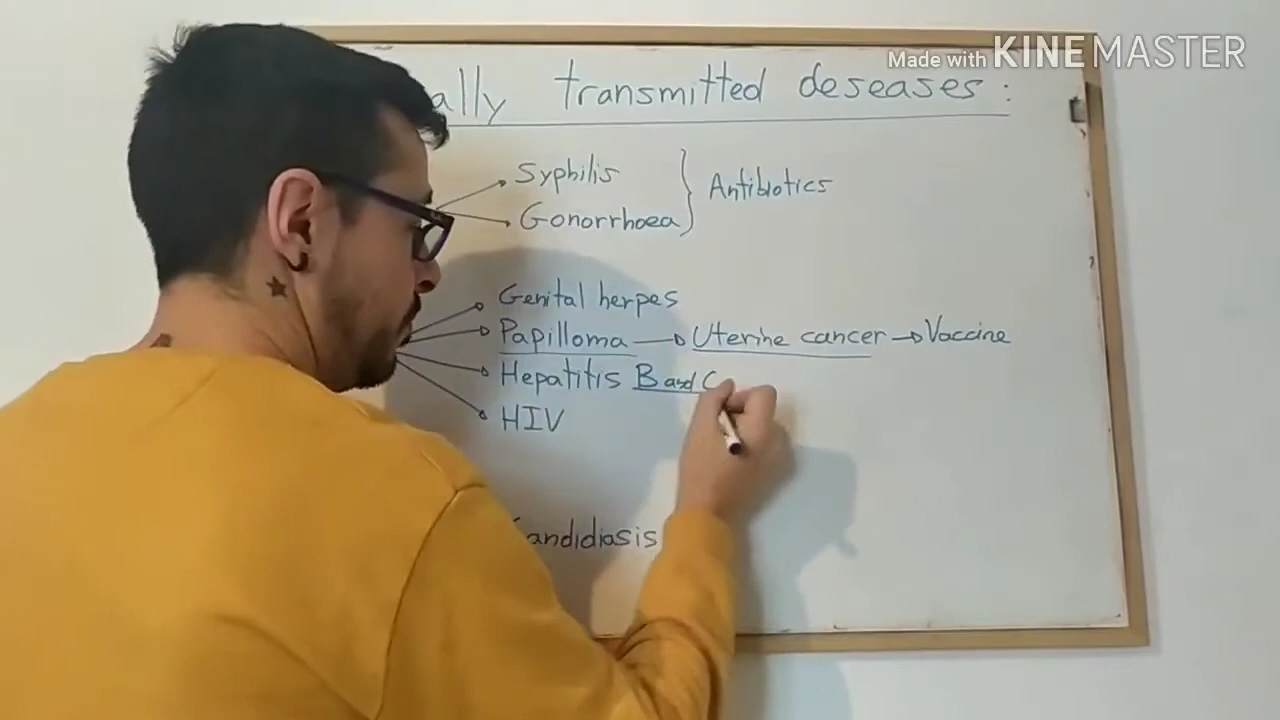 Made with KINEMASTER
ally transmitted deseases:
Syphilis
Gonorrhoea } Antibiotics
Genital herpes
Papilloma → Uterine cancer → Vaccine
Hepatitis B and C
HIV
andidiasis